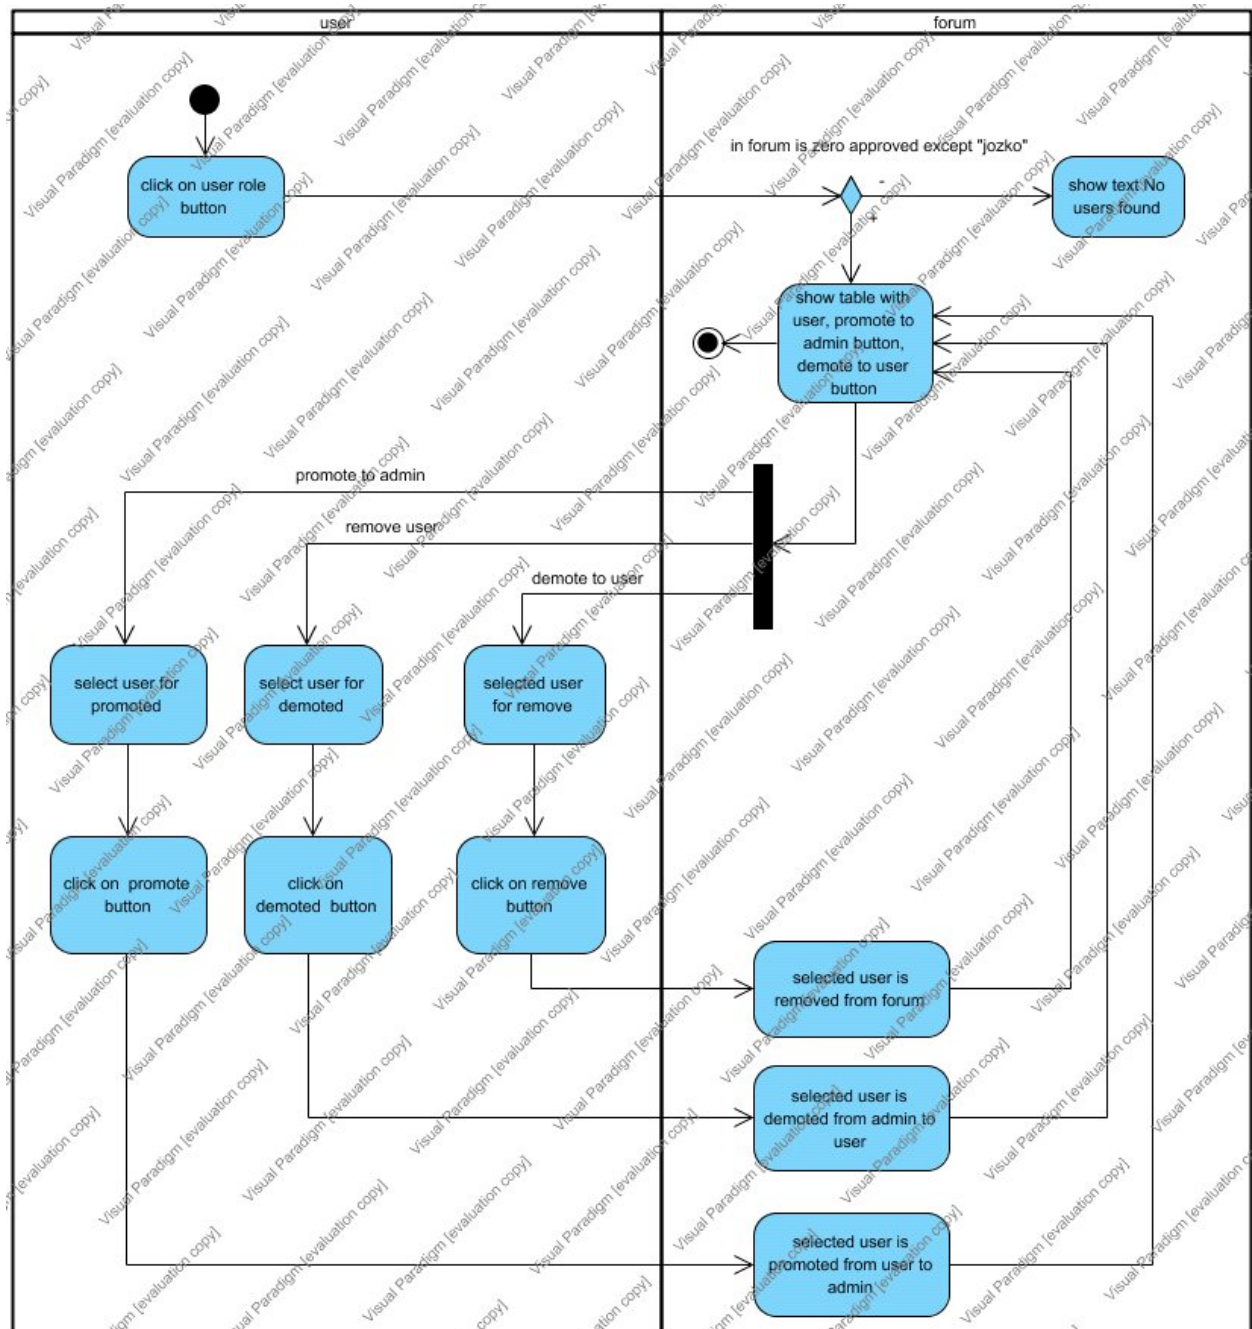 user
forum
in forum is zero approved except "jozko"
click on user role
button
-
show text No
users found
+
show table with
user, promote to
admin button,
demote to user
button
promote to admin
remove user
demote to user
select user for
promoted
select user for
demoted
selected user
for remove
click on  promote
button
click on
demoted  button
click on remove
button
selected user is
removed from forum
selected user is
demoted from admin to
user
selected user is
promoted from user to
admin
Visual Paradigm [evaluation copy]